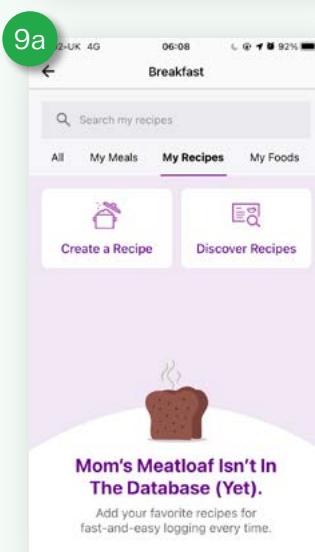 9a
2-UK 4G 06:08 92%
Breakfast
Search my recipes
All My Meals My Recipes My Foods
Create a Recipe Discover Recipes
Mom's Meatloaf Isn't In
The Database (Yet).
Add your favorite recipes for
fast-and-easy logging every time.